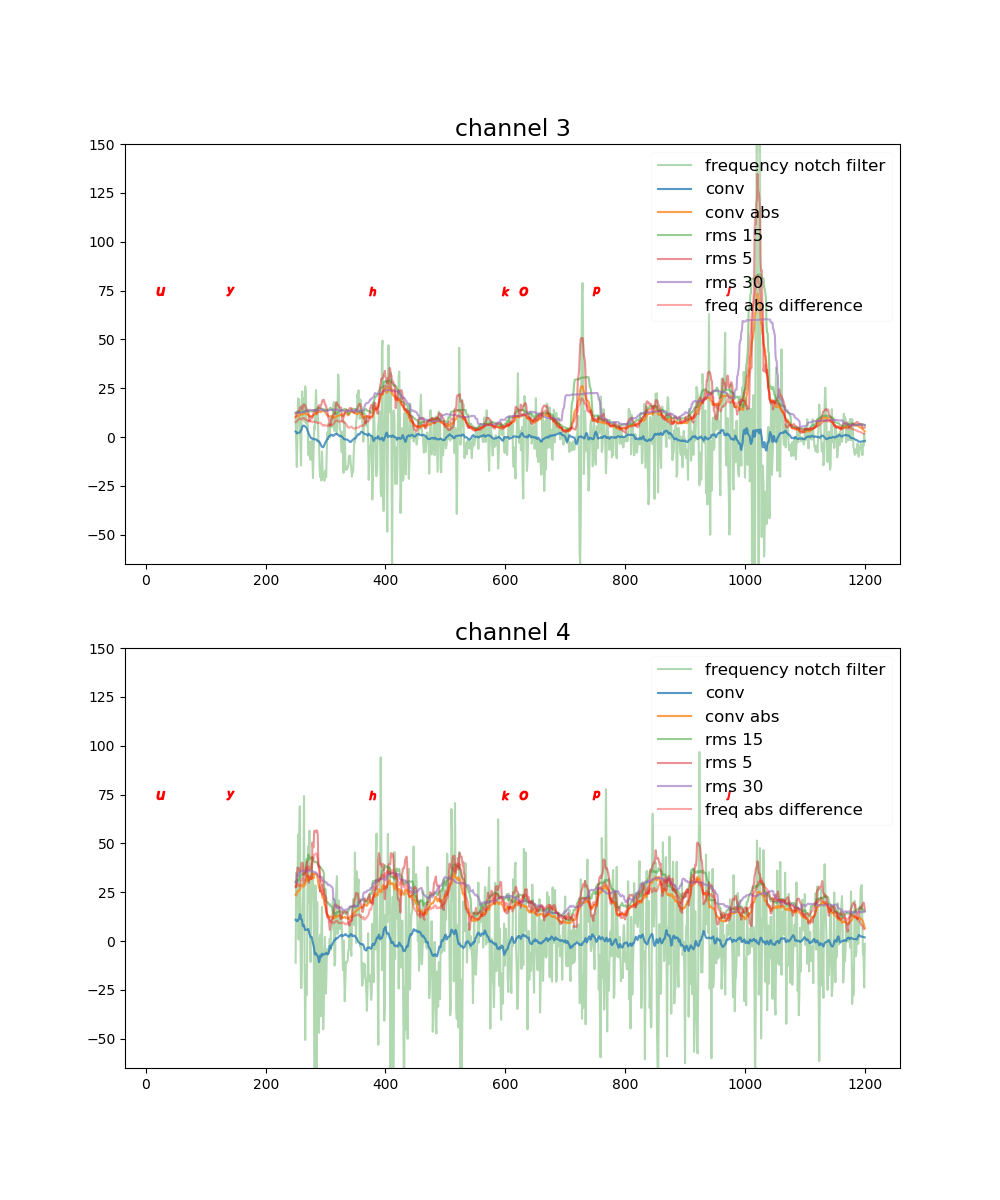 channel 3
150
125
100
75
50
25
0
−25
−50
frequency notch filter
conv
conv abs
rms 15
rms 5
rms 30
freq abs difference
u y h k o p j
0 200 400 600 800 1000 1200
channel 4
150
125
100
75
50
25
0
−25
−50
frequency notch filter
conv
conv abs
rms 15
rms 5
rms 30
freq abs difference
u y h k o p j
0 200 400 600 800 1000 1200